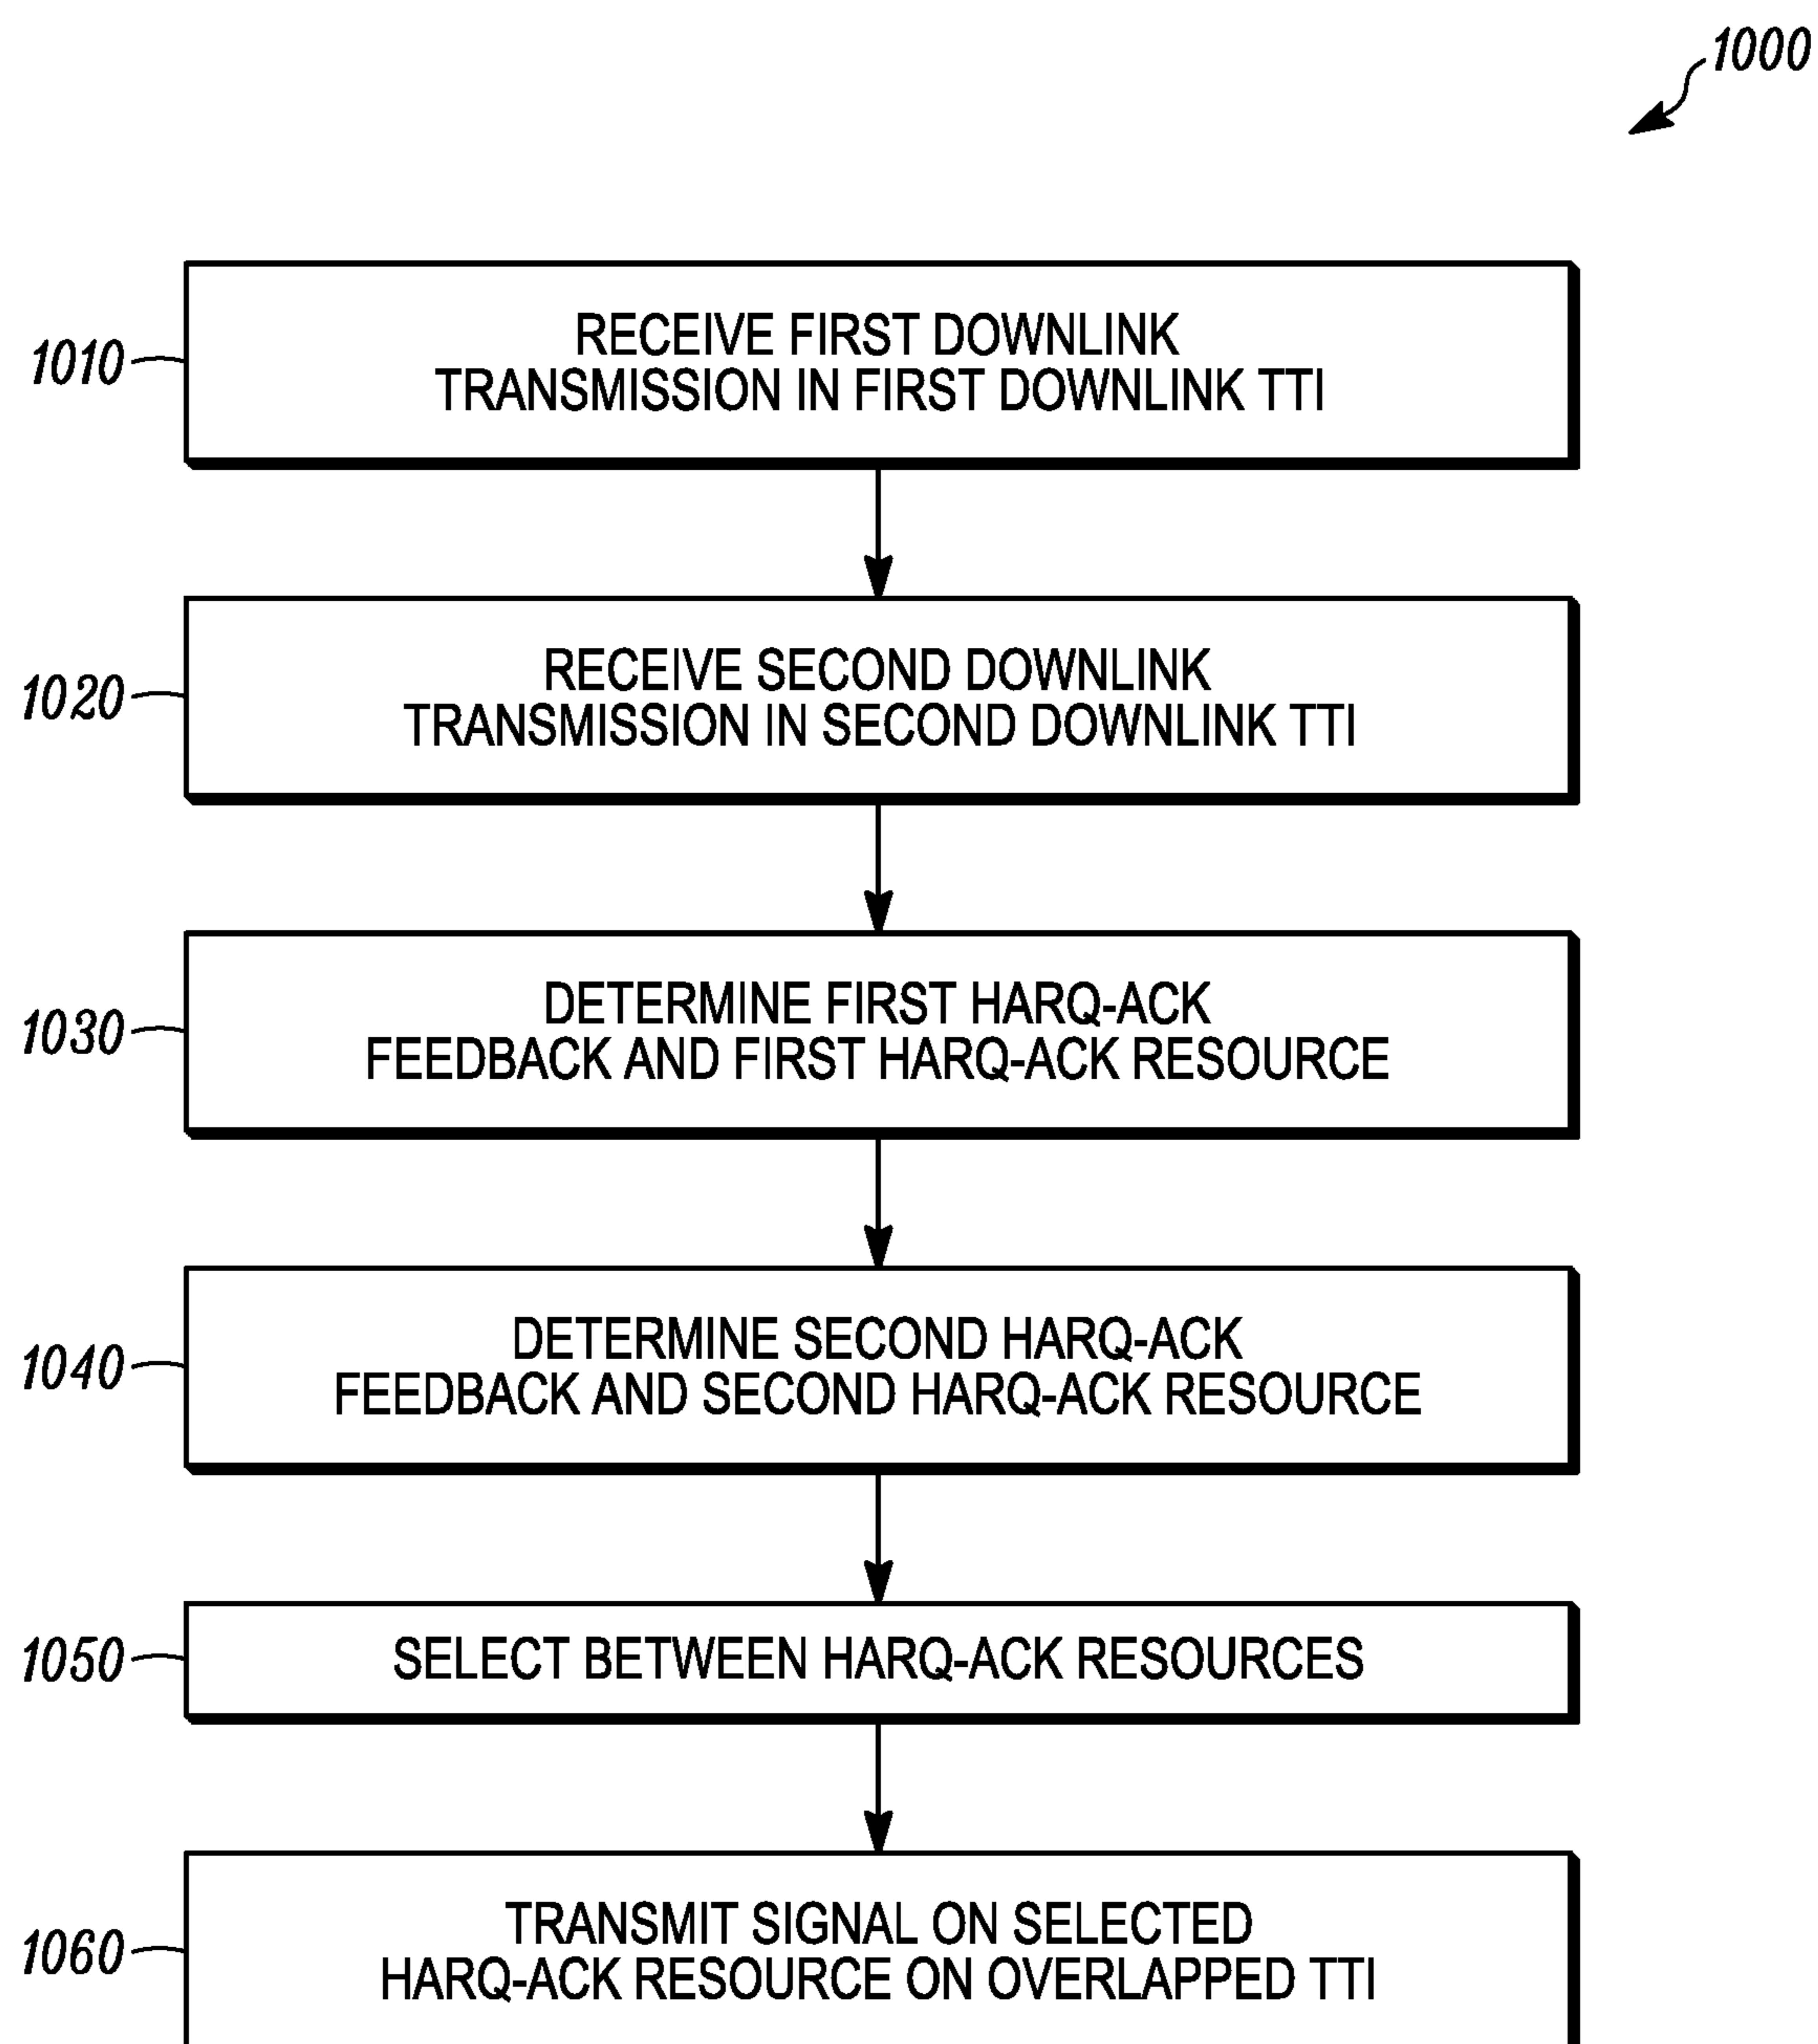 1000
1010
RECEIVE FIRST DOWNLINK
TRANSMISSION IN FIRST DOWNLINK TTI
1020
RECEIVE SECOND DOWNLINK
TRANSMISSION IN SECOND DOWNLINK TTI
1030
DETERMINE FIRST HARQ-ACK
FEEDBACK AND FIRST HARQ-ACK RESOURCE
1040
DETERMINE SECOND HARQ-ACK
FEEDBACK AND SECOND HARQ-ACK RESOURCE
1050
SELECT BETWEEN HARQ-ACK RESOURCES
1060
TRANSMIT SIGNAL ON SELECTED
HARQ-ACK RESOURCE ON OVERLAPPED TTI